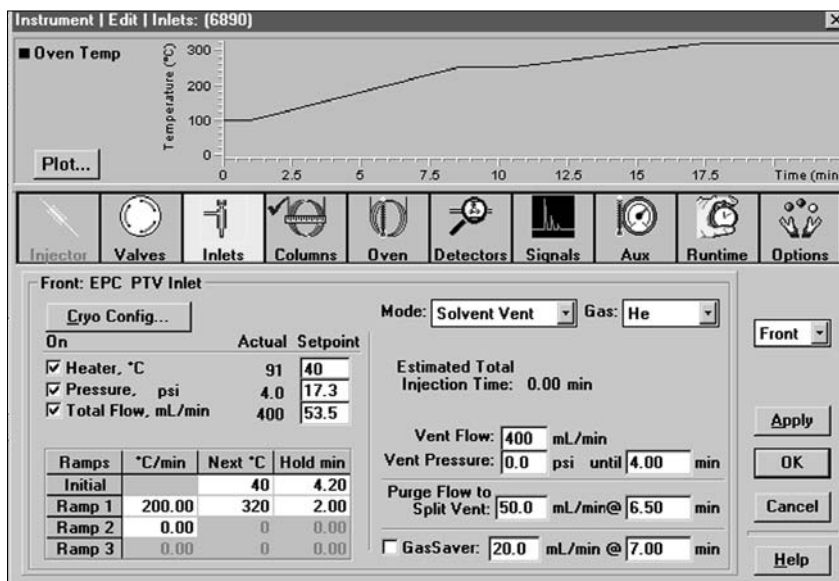 Instrument | Edit | Inlets: (6890)
Oven Temp
Temperature (°C)
300
200
100
0
0 2.5 5 7.5 10 12.5 15 17.5 Time (min
Plot...
Injector Valves Inlets Columns Oven Detectors Signals Aux Runtime Options
Front: EPC PTV Inlet
Cryo Config...
Mode: Solvent Vent Gas: He
Front
On Actual Setpoint
Heater, °C 91 40
Pressure, psi 4.0 17.3
Total Flow, mL/min 400 53.5
Estimated Total
Injection Time: 0.00 min
Vent Flow: 400 mL/min
Vent Pressure: 0.0 psi until 4.00 min
Purge Flow to
Split Vent: 50.0 mL/min@ 6.50 min
GasSaver: 20.0 mL/min @ 7.00 min
Ramps °C/min Next °C Hold min
Initial 40 4.20
Ramp 1 200.00 320 2.00
Ramp 2 0.00 0 0.00
Ramp 3 0.00 0 0.00
Apply
OK
Cancel
Help